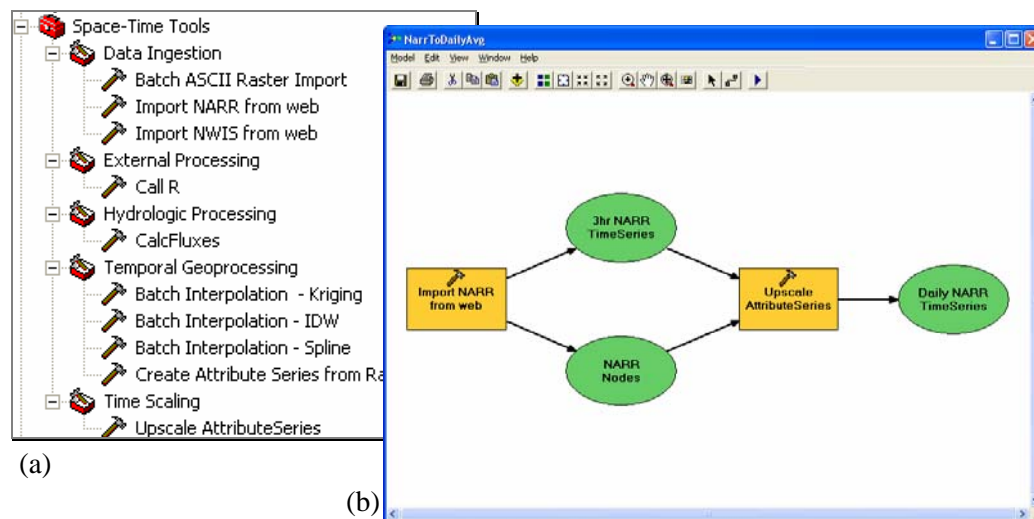 Space-Time Tools
Data Ingestion
Batch ASCII Raster Import
Import NARR from web
Import NWIS from web
External Processing
Call R
Hydrologic Processing
CalcFluxes
Temporal Geoprocessing
Batch Interpolation - Kriging
Batch Interpolation - IDW
Batch Interpolation - Spline
Create Attribute Series from Ra
Time Scaling
Upscale AttributeSeries
(a)
NarrToDailyAvg
Model Edit View Window Help
3hr NARR
TimeSeries
Import NARR
from web
Upscale
AttributeSeries
Daily NARR
TimeSeries
NARR
Nodes
(b)